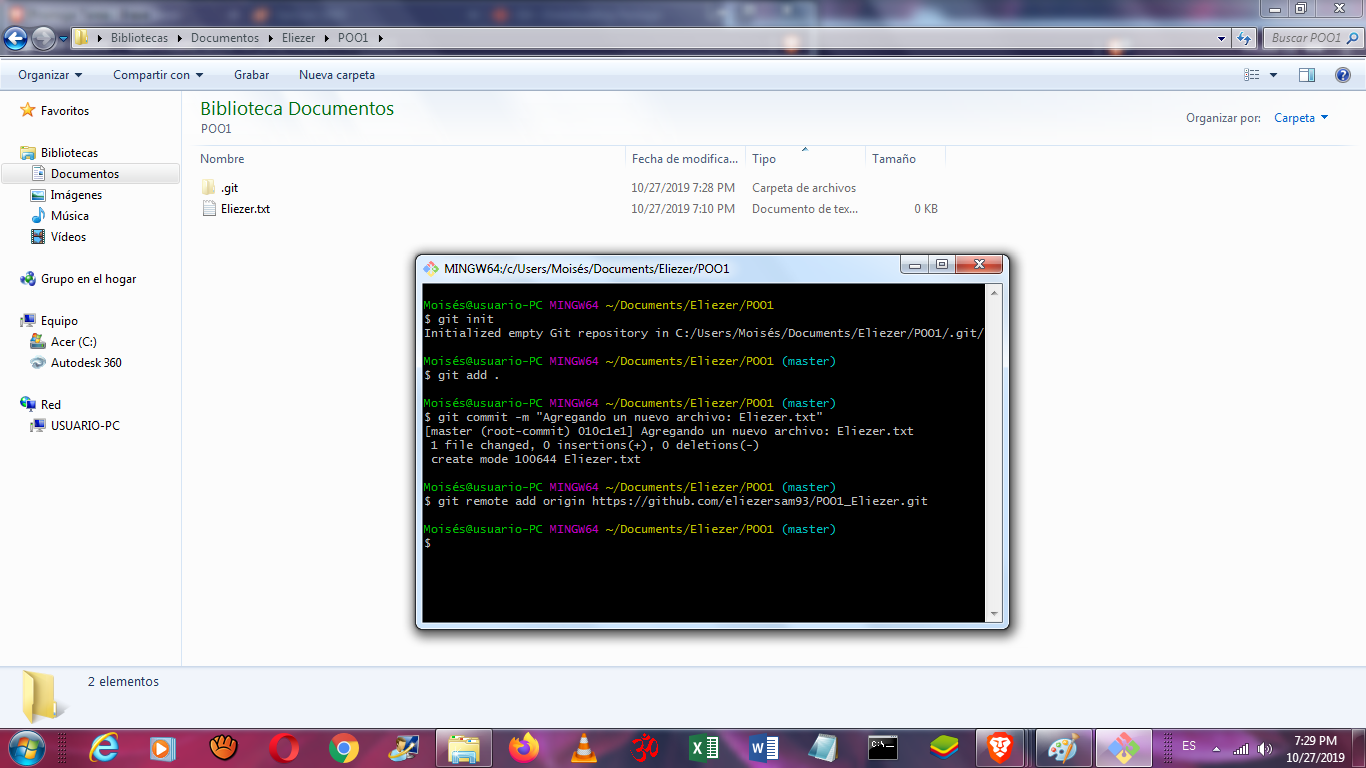 Bibliotecas Documentos Eliezer POO1
Buscar POO1
Organizar Compartir con Grabar Nueva carpeta
Favoritos
Bibliotecas
Documentos
Imágenes
Música
Vídeos
Grupo en el hogar
Equipo
Acer (C:)
Autodesk 360
Red
USUARIO-PC
Biblioteca Documentos
POO1
Organizar por: Carpeta
Nombre Fecha de modifica... Tipo Tamaño
.git 10/27/2019 7:28 PM Carpeta de archivos
Eliezer.txt 10/27/2019 7:10 PM Documento de tex... 0 KB
MINGW64:/c/Users/Moisés/Documents/Eliezer/POO1
Moisés@usuario-PC MINGW64 ~/Documents/Eliezer/POO1
$ git init
Initialized empty Git repository in C:/Users/Moisés/Documents/Eliezer/POO1/.git/
Moisés@usuario-PC MINGW64 ~/Documents/Eliezer/POO1 (master)
$ git add .
Moisés@usuario-PC MINGW64 ~/Documents/Eliezer/POO1 (master)
$ git commit -m "Agregando un nuevo archivo: Eliezer.txt"
[master (root-commit) 010c1e1] Agregando un nuevo archivo: Eliezer.txt
1 file changed, 0 insertions(+), 0 deletions(-)
create mode 100644 Eliezer.txt
Moisés@usuario-PC MINGW64 ~/Documents/Eliezer/POO1 (master)
$ git remote add origin https://github.com/eliezersam93/POO1_Eliezer.git
Moisés@usuario-PC MINGW64 ~/Documents/Eliezer/POO1 (master)
$
2 elementos
ES
7:29 PM
10/27/2019